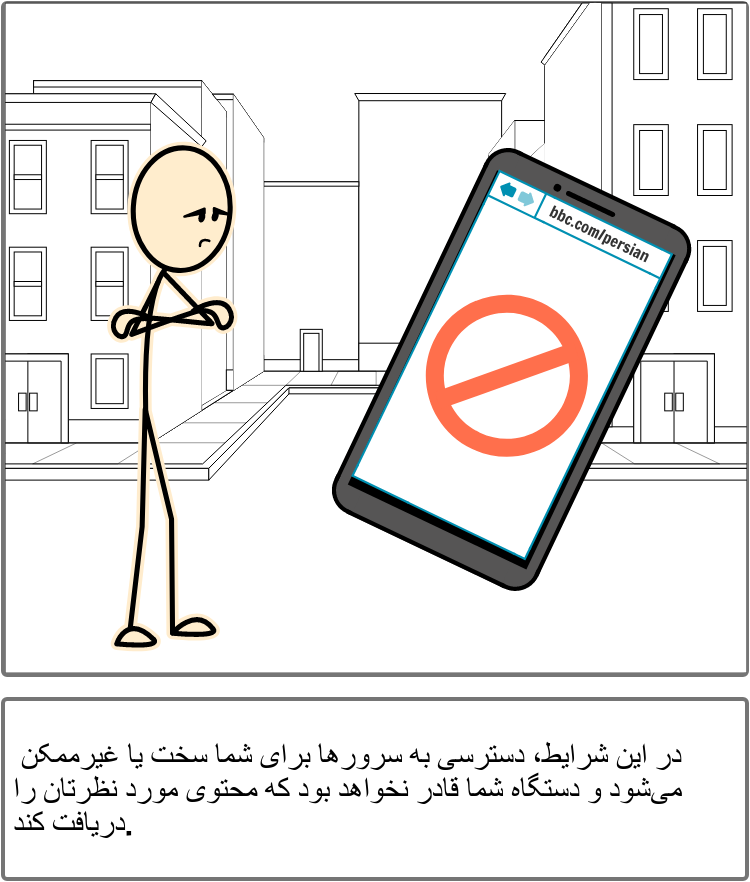 bbc.com/persian
در این شرایط، دسترسی به سرورها برای شما سخت یا غیرممکن
می‌شود و دستگاه شما قادر نخواهد بود که محتوی مورد نظرتان را
دریافت کند.